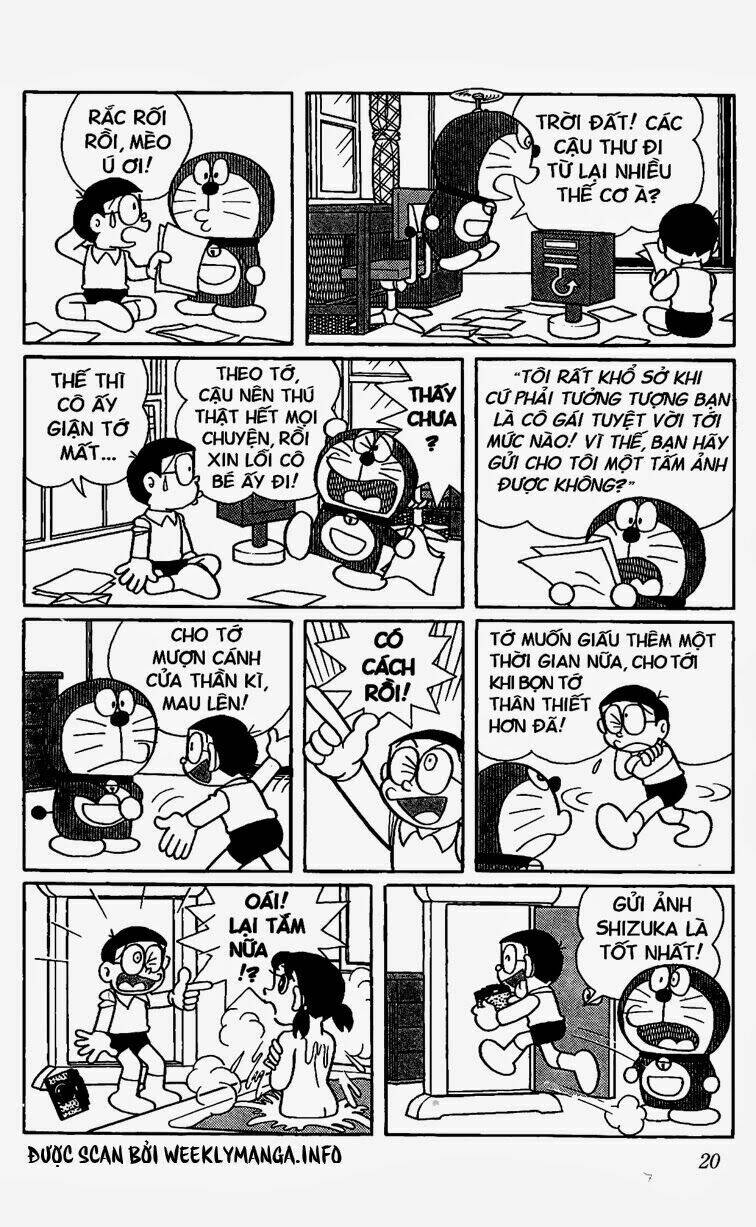 RẮC RỐI
RỒI, MÈO
Ú ƠI!
TRỜI ĐẤT! CÁC
CẬU THƯ ĐI
TỪ LẠI NHIỀU
THẾ CƠ À?
THẾ THÌ
CÔ ẤY
GIẬN TỚ
MẤT...
THEO TỚ,
CẬU NÊN THÚ
THẬT HẾT MỌI
CHUYỆN, RỒI
XIN LỖI CÔ
BÉ ẤY ĐI!
THẤY
CHƯA
?
"TÔI RẤT KHỔ SỞ KHI
CỨ PHẢI TƯỞNG TƯỢNG BẠN
LÀ CÔ GÁI TUYỆT VỜI TỚI
MỨC NÀO! VÌ THẾ, BẠN HÃY
GỬI CHO TÔI MỘT TẤM ẢNH
ĐƯỢC KHÔNG?"
CHO TỚ
MƯỢN CÁNH
CỬA THẦN KÌ,
MAU LÊN!
CÓ
CÁCH
RỒI!
TỚ MUỐN GIẤU THÊM MỘT
THỜI GIAN NỮA, CHO TỚI
KHI BỌN TỚ
THÂN THIẾT
HƠN ĐÃ!
OÁI!
LẠI TẮM
NỮA
!?
GỬI ẢNH
SHIZUKA LÀ
TỐT NHẤT!
ĐƯỢC SCAN BỞI WEEKLYMANGA.INFO
20